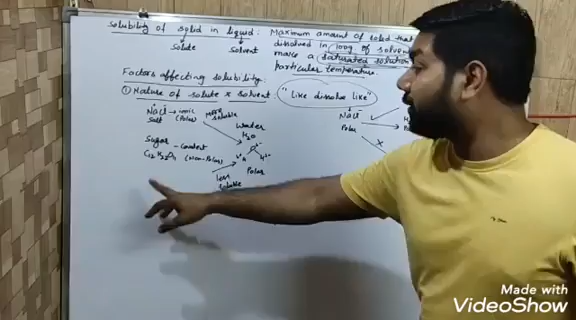 Solubility of solid in liquid: Maximum amount of solid that
dissolved in 100g of solven
Solute Solvent make a saturated solution
particular temperature.
Factors affecting solubility:
① Nature of solute & solvent "Like dissolve like"
NaCl → ionic More soluble
Salt (Polar)
Water
H2O
Sugar - Covalent
C12H22O11 (Non-Polar)
Polar
less
soluble
NaCl
Polar
Made with
VideoShow